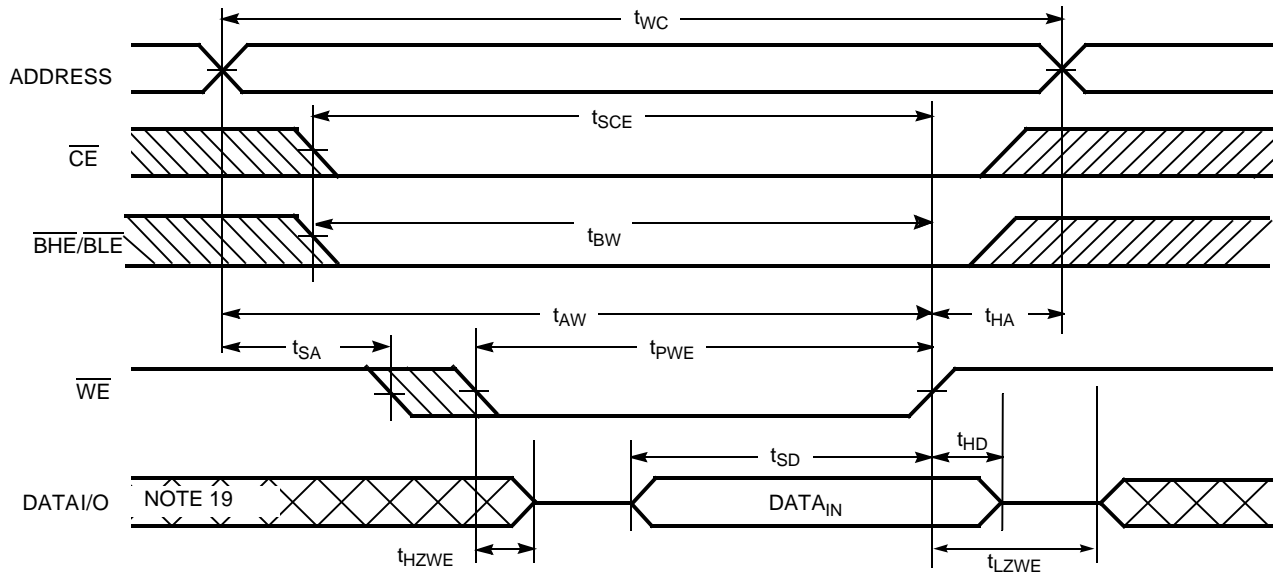 tWC
ADDRESS
tSCE
CE
tBW
BHE/BLE
tAW
tHA
tSA
tPWE
WE
tHD
tSD
DATAI/O
NOTE 19
DATAIN
tHZWE
tLZWE